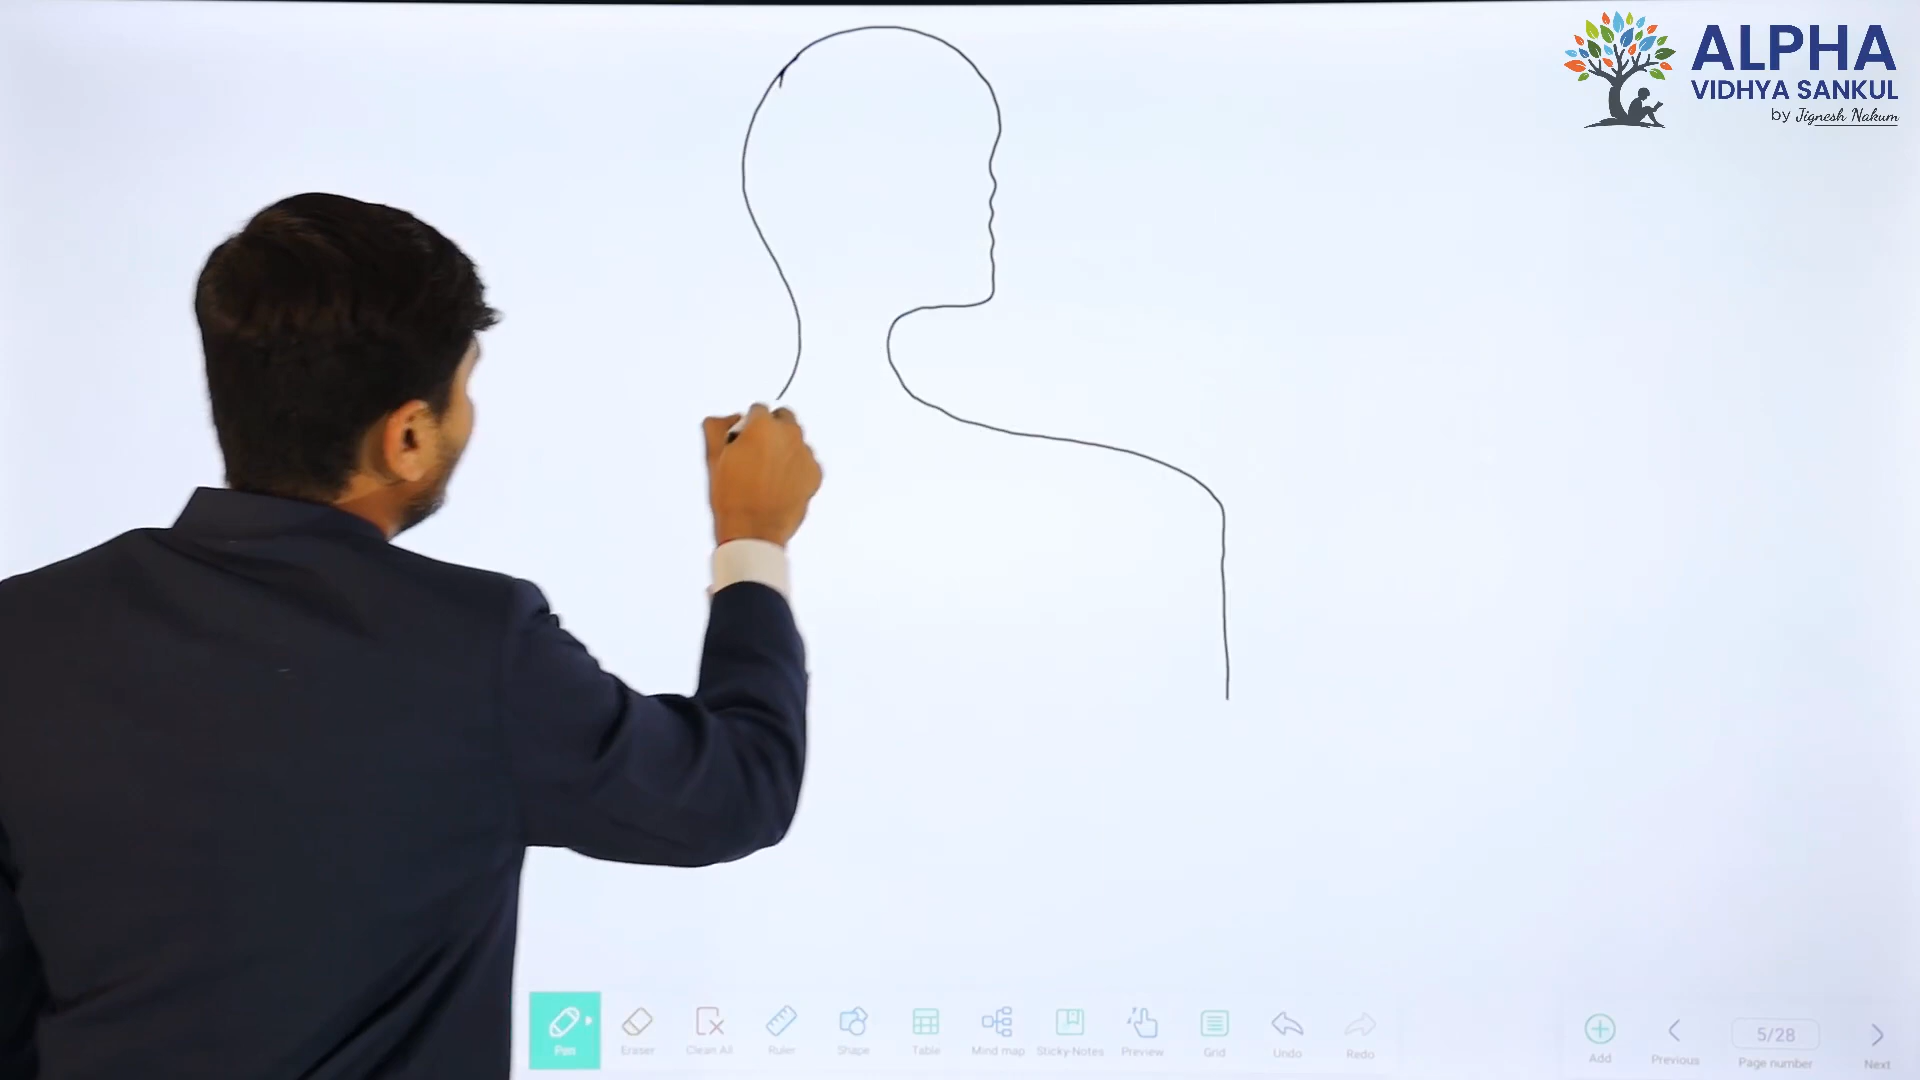 ALPHA
VIDHYA SANKUL
by Jignesh Nakum
Pen
Eraser
Clean All
Ruler
Shape
Table
Mind map
Sticky-Notes
Preview
Grid
Undo
Redo
Add
Previous
5/28
Page number
Next